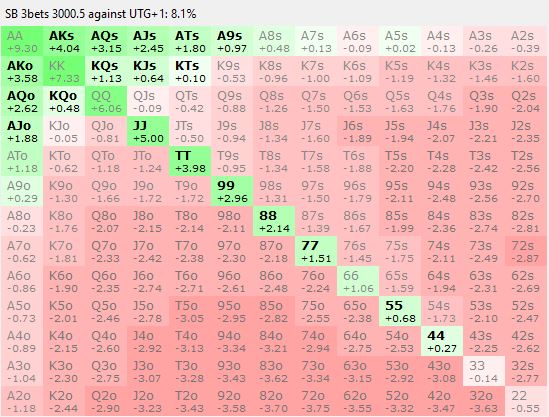 SB 3bets 3000.5 against UTG+1: 8.1%
AA AKs AQs AJs ATs A9s A8s A7s A6s A5s A4s A3s A2s
+9.30 +4.04 +3.15 +2.45 +1.80 +0.97 +0.48 +0.13 -0.09 +0.02 -0.13 -0.26 -0.39
AKo KK KQs KJs KTs K9s K8s K7s K6s K5s K4s K3s K2s
+3.58 +7.33 +1.13 +0.64 +0.10 -0.53 -0.96 -1.00 -1.09 -1.19 -1.32 -1.46 -1.60
AQo KQo QQ QJs QTs Q9s Q8s Q7s Q6s Q5s Q4s Q3s Q2s
+2.62 +0.48 +6.06 -0.09 -0.42 -0.88 -1.26 -1.50 -1.53 -1.63 -1.76 -1.90 -2.04
AJo KJo QJo JJ JTs J9s J8s J7s J6s J5s J4s J3s J2s
+1.88 -0.05 -0.81 +5.00 -0.50 -0.94 -1.34 -1.60 -1.89 -1.94 -2.07 -2.21 -2.35
ATo KTo QTo JTo TT T9s T8s T7s T6s T5s T4s T3s T2s
+1.18 -0.62 -1.18 -1.24 +3.98 -0.95 -1.34 -1.58 -1.88 -2.20 -2.28 -2.42 -2.56
A9o K9o Q9o J9o T9o 99 98s 97s 96s 95s 94s 93s 92s
+0.29 -1.30 -1.66 -1.72 -1.72 +2.96 -1.31 -1.50 -1.79 -2.11 -2.48 -2.56 -2.70
A8o K8o Q8o J8o T8o 98o 88 87s 86s 85s 84s 83s 82s
-0.23 -1.76 -2.07 -2.15 -2.14 -2.11 +2.14 -1.39 -1.67 -1.99 -2.36 -2.74 -2.81
A7o K7o Q7o J7o T7o 97o 87o 77 76s 75s 74s 73s 72s
-0.62 -1.81 -2.33 -2.42 -2.38 -2.30 -2.18 +1.51 -1.45 -1.75 -2.11 -2.49 -2.87
A6o K6o Q6o J6o T6o 96o 86o 76o 66 65s 64s 63s 62s
-0.86 -1.90 -2.35 -2.74 -2.71 -2.61 -2.48 -2.24 +1.06 -1.59 -1.94 -2.31 -2.69
A5o K5o Q5o J5o T5o 95o 85o 75o 65o 55 54s 53s 52s
-0.73 -2.01 -2.46 -2.78 -3.05 -2.95 -2.82 -2.55 -2.38 +0.68 -1.73 -2.10 -2.47
A4o K4o Q4o J4o T4o 94o 84o 74o 64o 54o 44 43s 42s
-0.89 -2.15 -2.60 -2.92 -3.13 -3.34 -3.21 -2.94 -2.75 -2.53 +0.27 -2.25 -2.62
A3o K3o Q3o J3o T3o 93o 83o 73o 63o 53o 43o 33 32s
-1.04 -2.30 -2.75 -3.07 -3.28 -3.43 -3.62 -3.34 -3.15 -2.92 -3.08 -0.14 -2.77
A2o K2o Q2o J2o T2o 92o 82o 72o 62o 52o 42o 32o 22
-1.18 -2.44 -2.90 -3.23 -3.43 -3.58 -3.70 -3.75 -3.55 -3.32 -3.47 -3.63 -0.55